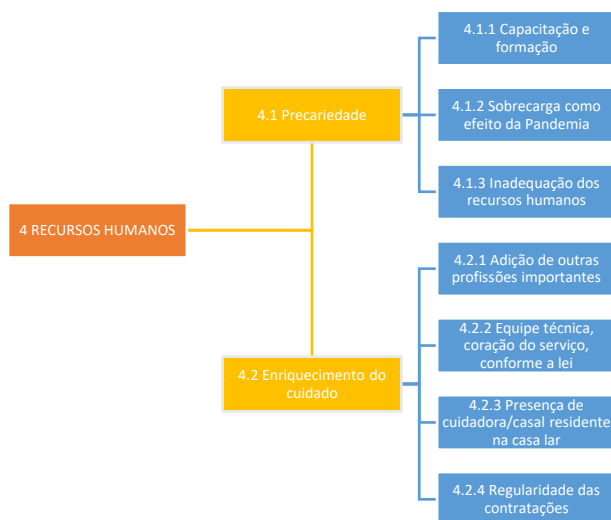 4 RECURSOS HUMANOS
4.1 Precariedade
4.1.1 Capacitação e
formação
4.1.2 Sobrecarga como
efeito da Pandemia
4.1.3 Inadequação dos
recursos humanos
4.2 Enriquecimento do
cuidado
4.2.1 Adição de outras
profissões importantes
4.2.2 Equipe técnica,
coração do serviço,
conforme a lei
4.2.3 Presença de
cuidadora/casal residente
na casa lar
4.2.4 Regularidade das
contratações